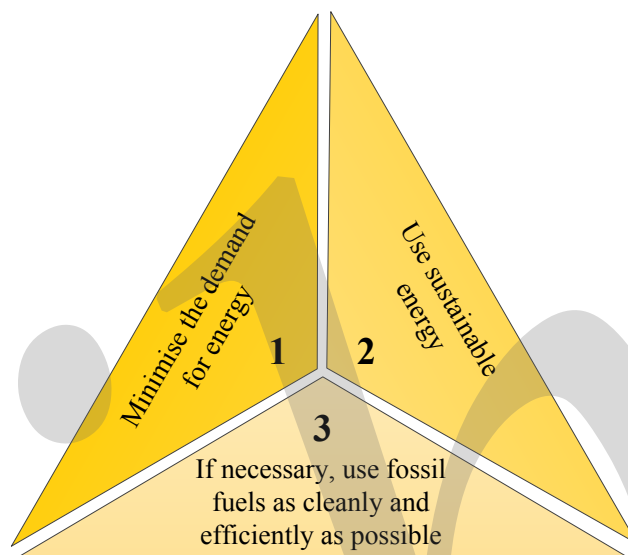 Minimise the demand
for energy
1
Use sustainable
energy
2
3
If necessary, use fossil
fuels as cleanly and
efficiently as possible